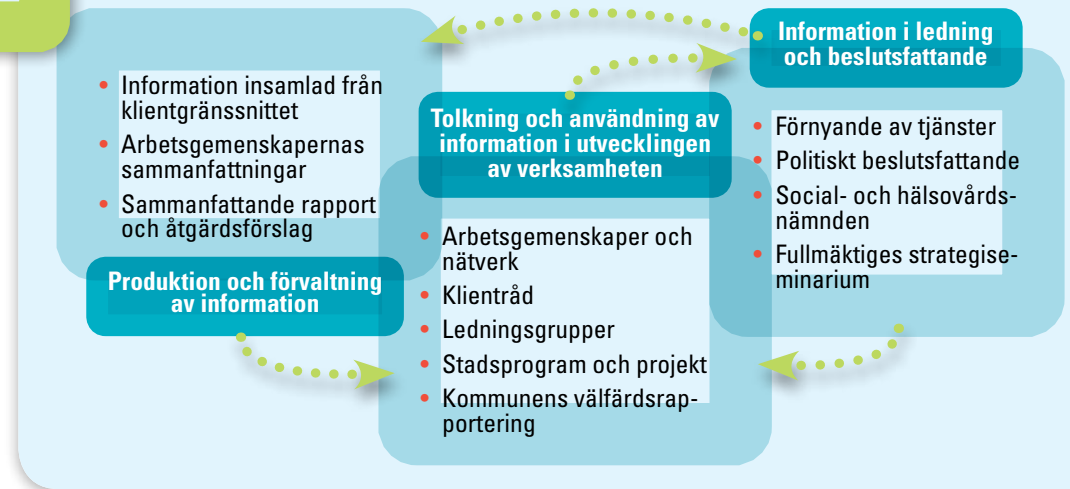 • Information insamlad från
klientgränssnittet
• Arbetsgemenskapernas
sammanfattningar
• Sammanfattande rapport
och åtgärdsförslag
Produktion och förvaltning
av information
Tolkning och användning av
information i utvecklingen
av verksamheten
• Arbetsgemenskaper och
nätverk
• Klientråd
• Ledningsgrupper
• Stadsprogram och projekt
• Kommunens välfärdsrap-
portering
Information i ledning
och beslutsfattande
• Förnyande av tjänster
• Politiskt beslutsfattande
• Social- och hälsovårds-
nämnden
• Fullmäktiges strategise-
minarium